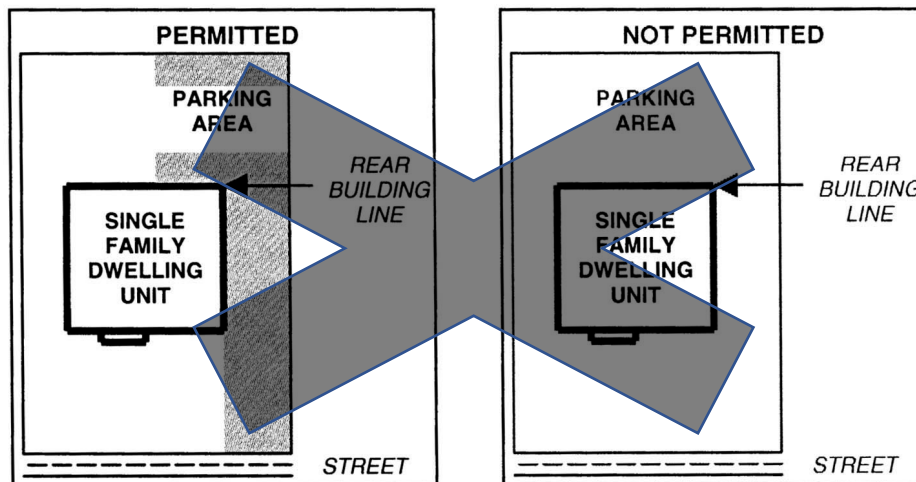 PERMITTED
PARKING
AREA
REAR
BUILDING
LINE
SINGLE
FAMILY
DWELLING
UNIT
STREET
NOT PERMITTED
PARKING
AREA
REAR
BUILDING
LINE
SINGLE
FAMILY
DWELLING
UNIT
STREET